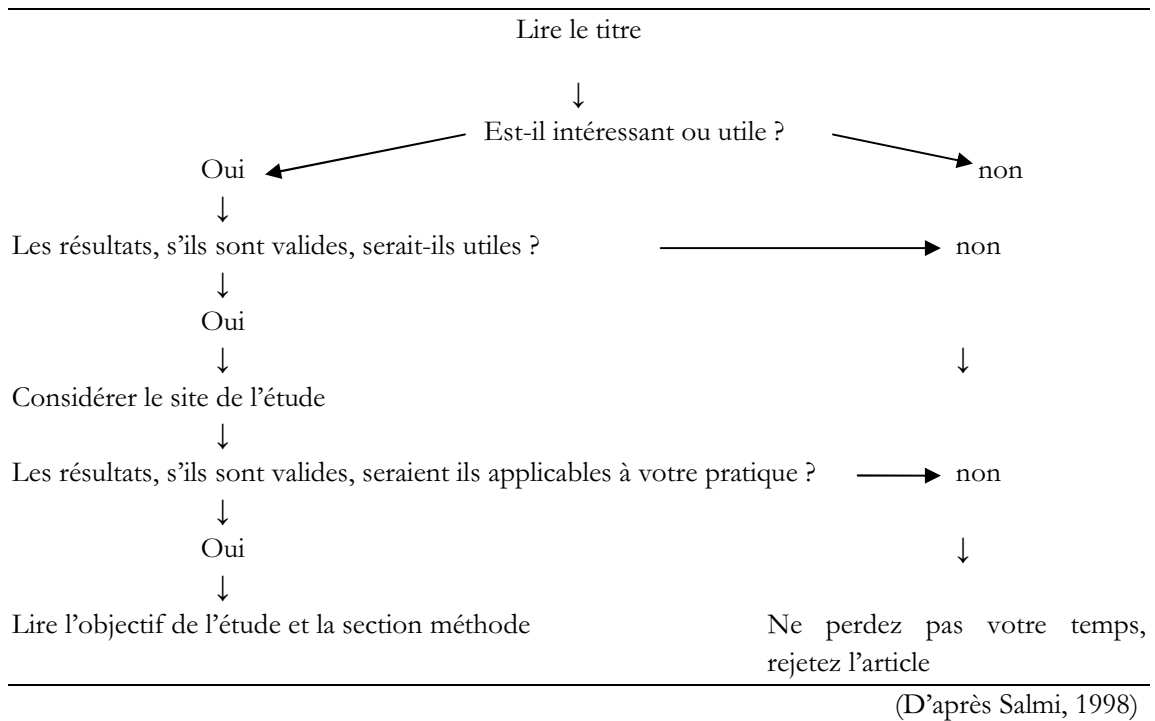 Lire le titre
↓
Est-il intéressant ou utile ?
Oui non
↓
Les résultats, s'ils sont valides, serait-ils utiles ? non
↓
Oui
↓ ↓
Considérer le site de l'étude
↓
Les résultats, s'ils sont valides, seraient ils applicables à votre pratique ? non
↓
Oui ↓
↓
Lire l'objectif de l'étude et la section méthode Ne perdez pas votre temps,
rejetez l'article
(D'après Salmi, 1998)